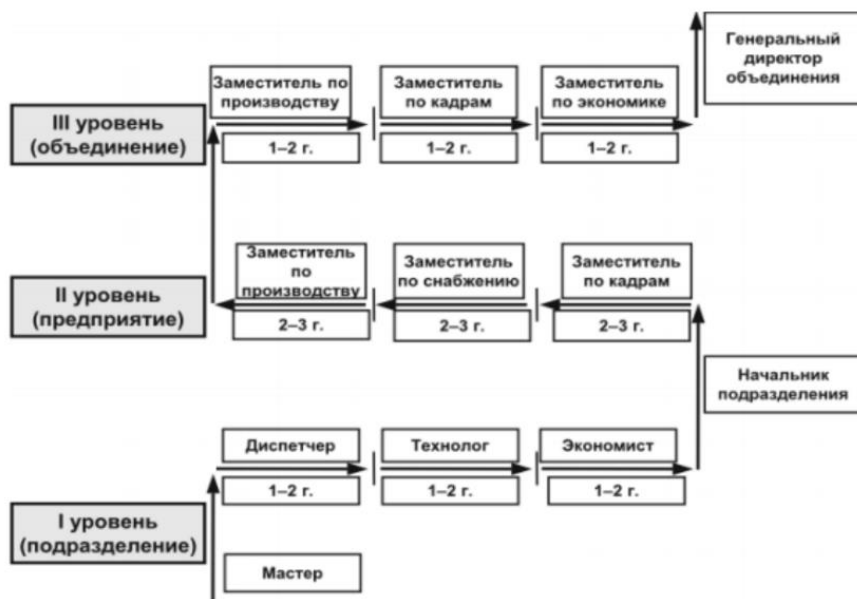 Генеральный
директор
объединения
Заместитель по
производству
Заместитель
по кадрам
Заместитель
по экономике
III уровень
(объединение)
1–2 г.
1–2 г.
1–2 г.
Заместитель
по
производству
Заместитель
по снабжению
Заместитель
по кадрам
II уровень
(предприятие)
2–3 г.
2–3 г.
2–3 г.
Начальник
подразделения
Диспетчер
Технолог
Экономист
1–2 г.
1–2 г.
1–2 г.
I уровень
(подразделение)
Мастер